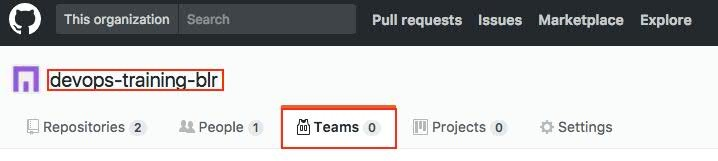 This organization Search Pull requests Issues Marketplace Explore
devops-training-blr
Repositories 2 People 1 Teams 0 Projects 0 Settings